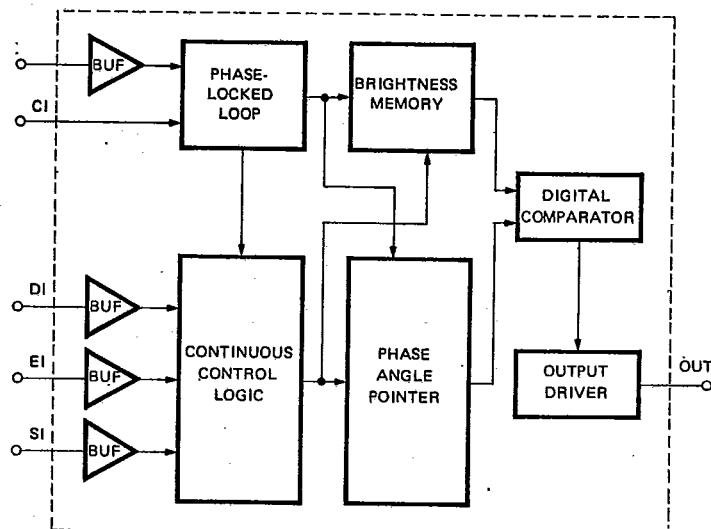 BUF
PHASE-
LOCKED
LOOP
BRIGHTNESS
MEMORY
CI
DIGITAL
COMPARATOR
DI
BUF
EI
BUF
SI
BUF
CONTINUOUS
CONTROL
LOGIC
PHASE
ANGLE
POINTER
OUTPUT
DRIVER
OUT